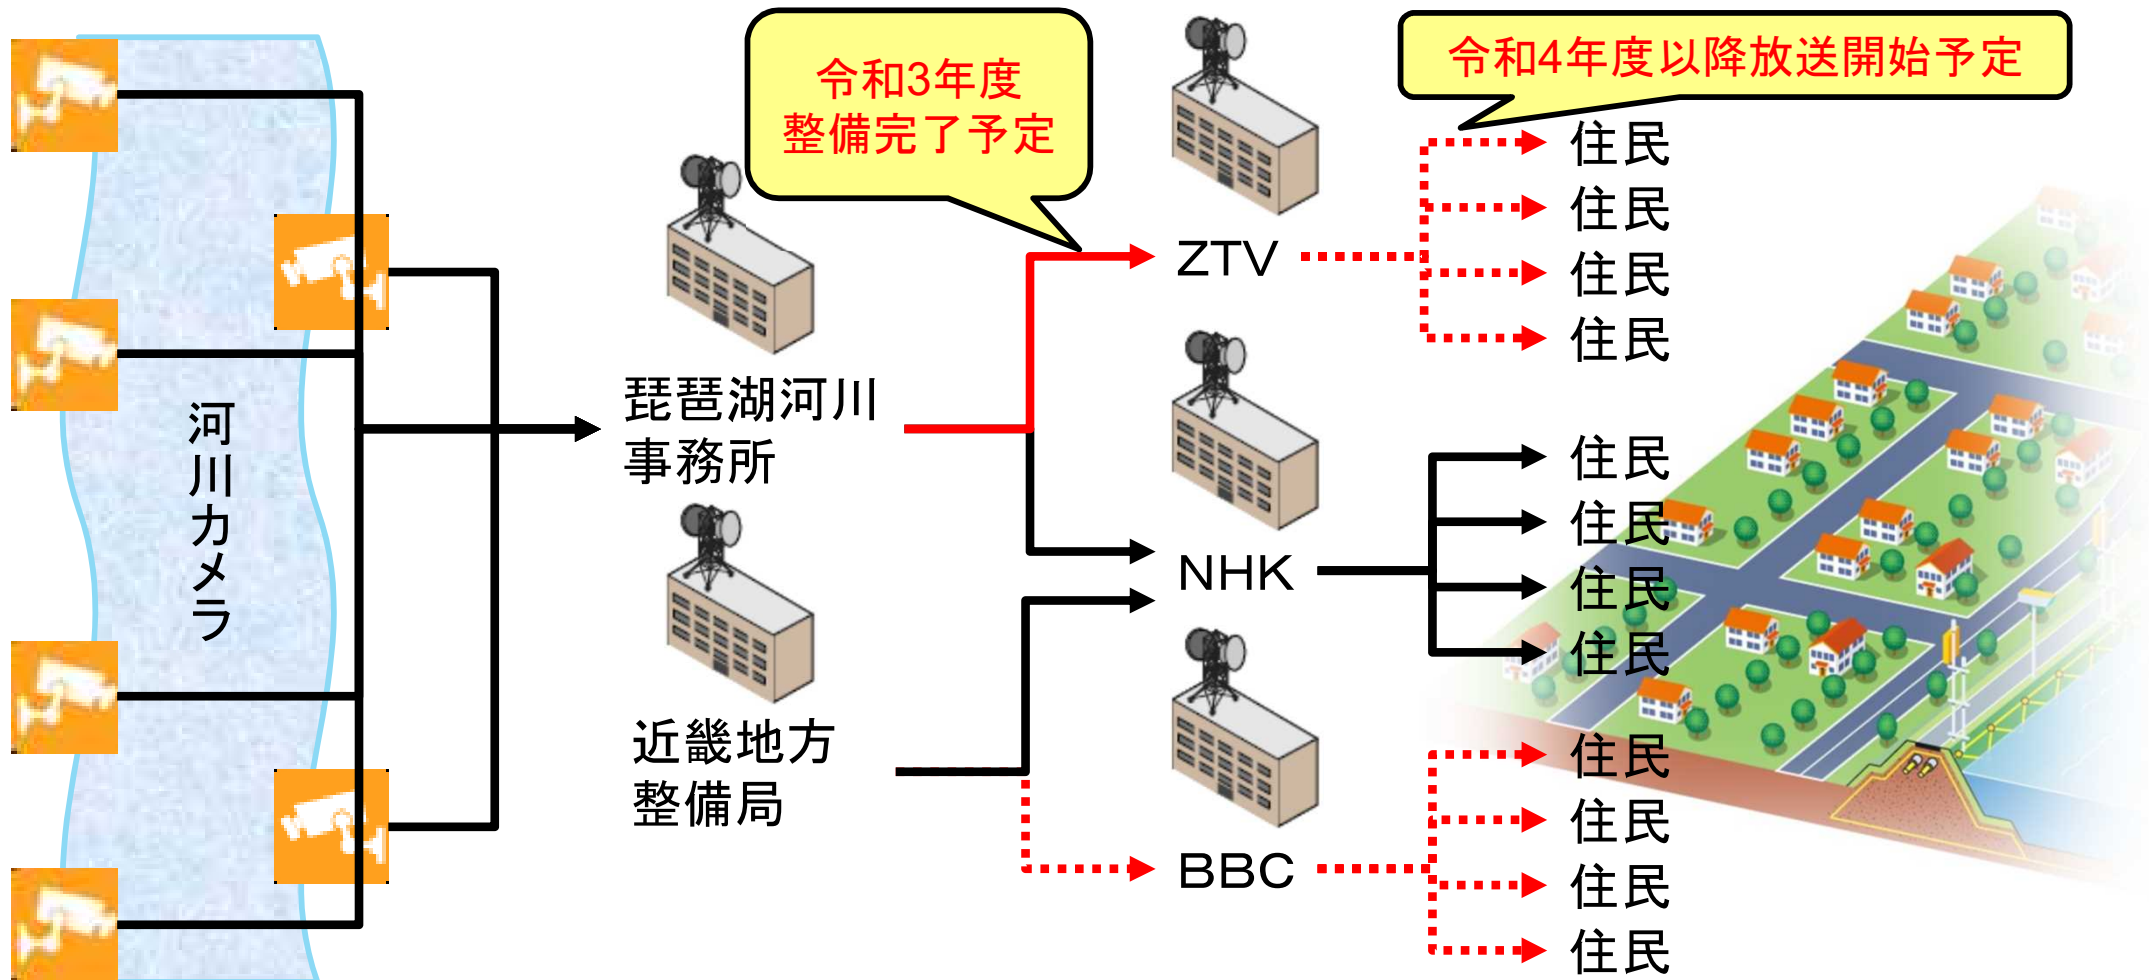 河川カメラ
琵琶湖河川
事務所
近畿地方
整備局
令和3年度
整備完了予定
ZTV
NHK
BBC
令和4年度以降放送開始予定
住民
住民
住民
住民
住民
住民
住民
住民
住民
住民
住民
住民